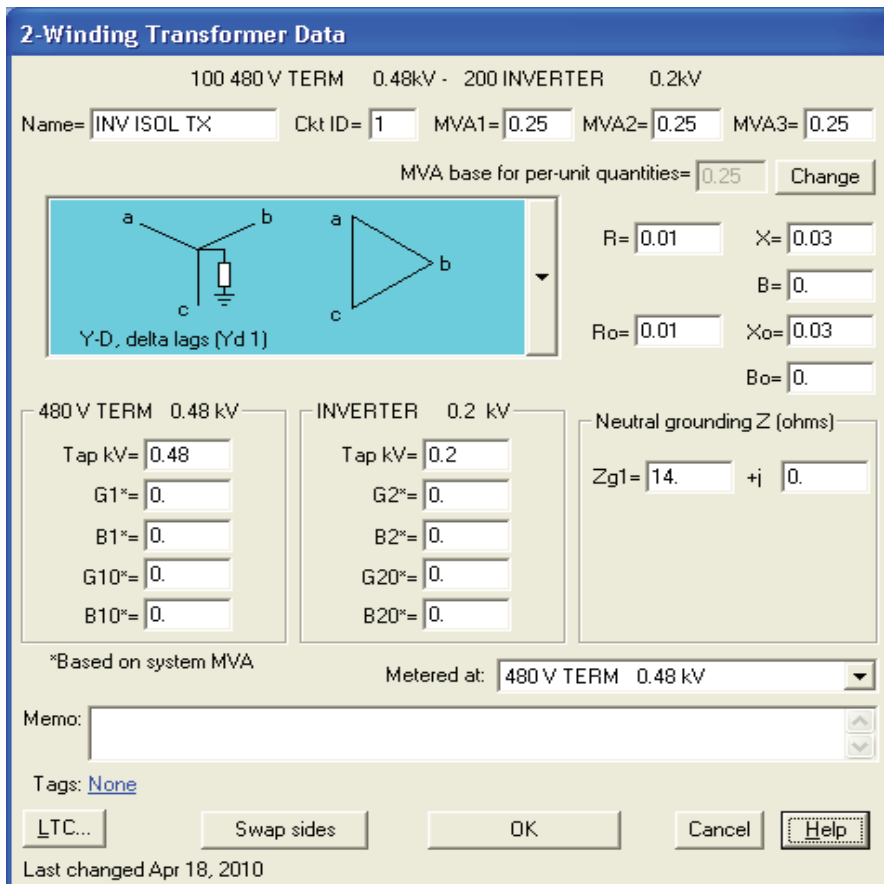 2-Winding Transformer Data
100 480 V TERM 0.48kV - 200 INVERTER 0.2kV
Name= INV ISOL TX Ckt ID= 1 MVA1= 0.25 MVA2= 0.25 MVA3= 0.25
MVA base for per-unit quantities= 0.25 Change
a b a b c c
Y-D, delta lags (Yd 1)
R= 0.01 X= 0.03
B= 0.
Ro= 0.01 Xo= 0.03
Bo= 0.
480 V TERM 0.48 kV
Tap kV= 0.48
G1*= 0.
B1*= 0.
G10*= 0.
B10*= 0.
INVERTER 0.2 kV
Tap kV= 0.2
G2*= 0.
B2*= 0.
G20*= 0.
B20*= 0.
Neutral grounding Z (ohms)
Zg1= 14. +j 0.
*Based on system MVA
Metered at: 480 V TERM 0.48 kV
Memo:
Tags: None
LTC... Swap sides OK Cancel Help
Last changed Apr 18, 2010